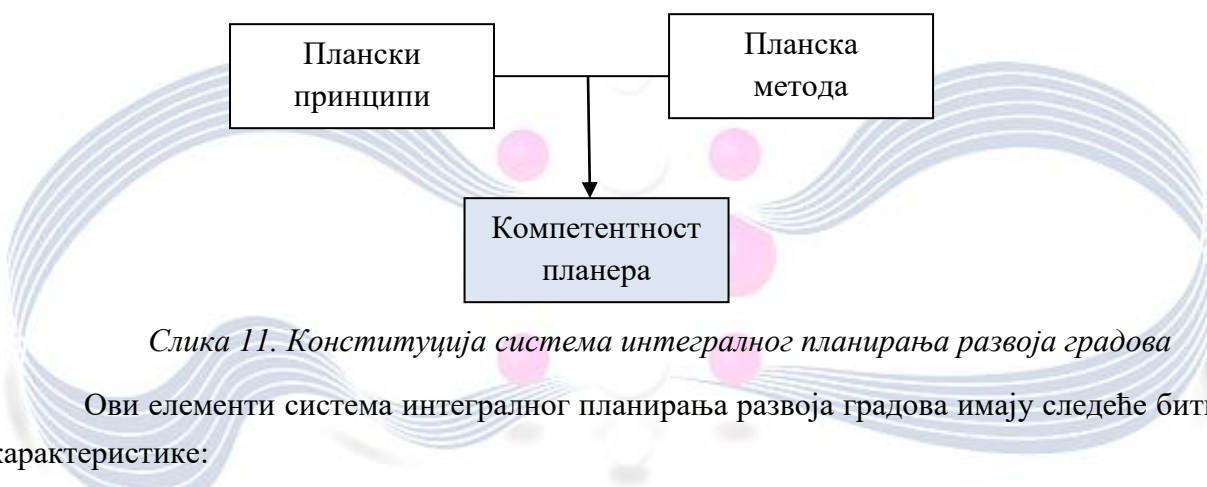 Плански
принципи
Планска
метода
Компетентност
планера
Слика 11. Конституција система интегралног планирања развоја градова
Ови елементи система интегралног планирања развоја градова имају следеће
карактеристике: